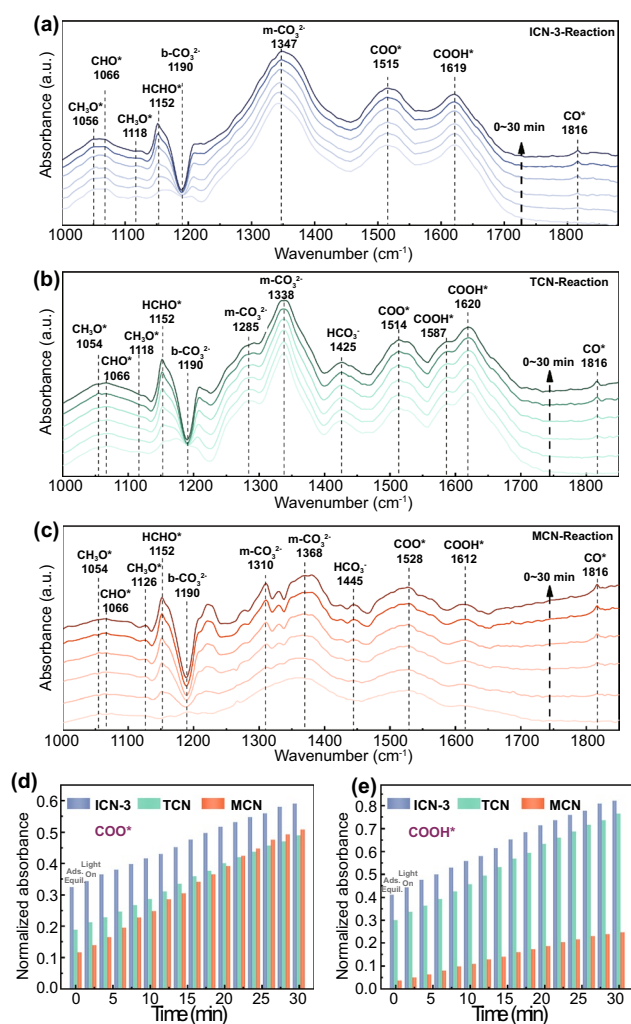 (a)
ICN-3-Reaction
m-CO₃²⁻
1347
b-CO₃²⁻
1190
CHO*
1066
COO*
1515
COOH*
1619
HCHO*
1152
CH₃O*
1056
CH₃O*
1118
0~30 min
CO*
1816
Absorbance (a.u.)
1000 1100 1200 1300 1400 1500 1600 1700 1800
Wavenumber (cm⁻¹)
(b)
TCN-Reaction
m-CO₃²⁻
1338
HCHO*
1152
m-CO₃²⁻
1285
COO*
1514
COOH*
1587
COOH*
1620
CH₃O*
1054
CH₃O*
1118
HCO₃⁻
1425
CHO*
1066
b-CO₃²⁻
1190
0~30 min
CO*
1816
Absorbance (a.u.)
1000 1100 1200 1300 1400 1500 1600 1700 1800
Wavenumber (cm⁻¹)
(c)
MCN-Reaction
HCHO*
1152
m-CO₃²⁻
1310
m-CO₃²⁻
1368
CH₃O*
1054
CH₃O*
1126
COO*
1528
COOH*
1612
HCO₃⁻
1445
CHO*
1066
b-CO₃²⁻
1190
0~30 min
CO*
1816
Absorbance (a.u.)
1000 1100 1200 1300 1400 1500 1600 1700 1800
Wavenumber (cm⁻¹)
(d)
ICN-3 TCN MCN
COO*
Ads.
Equil.
Light
On
Normalized absorbance
0.6
0.5
0.4
0.3
0.2
0.1
0.0
0 5 10 15 20 25 30
Time(min)
(e)
ICN-3 TCN MCN
COOH*
Ads.
Equil.
Light
On
Normalized absorbance
0.8
0.7
0.6
0.5
0.4
0.3
0.2
0.1
0.0
0 5 10 15 20 25 30
Time(min)